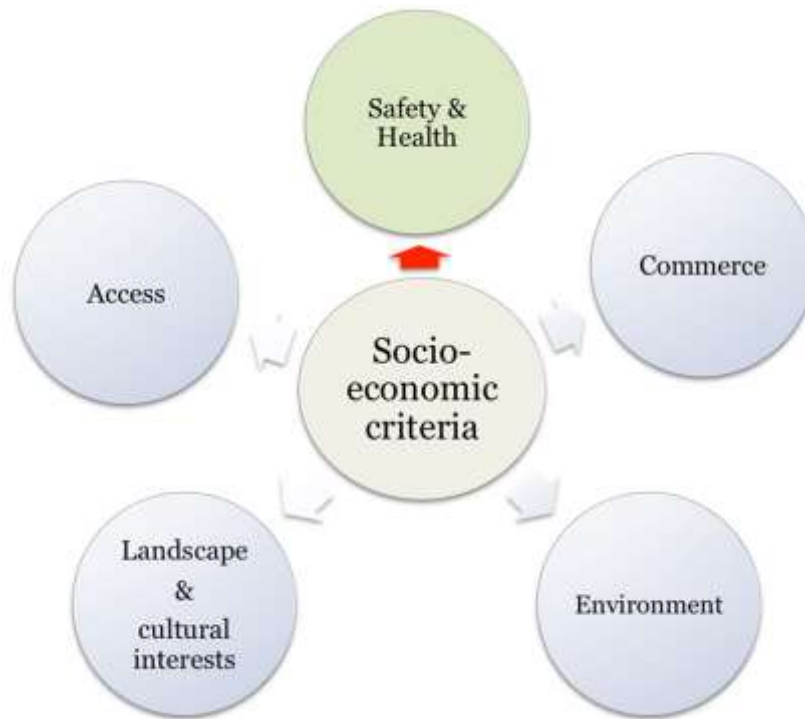 Safety &
Health
Commerce
Access
Socio-
economic
criteria
Landscape
&
cultural
interests
Environment